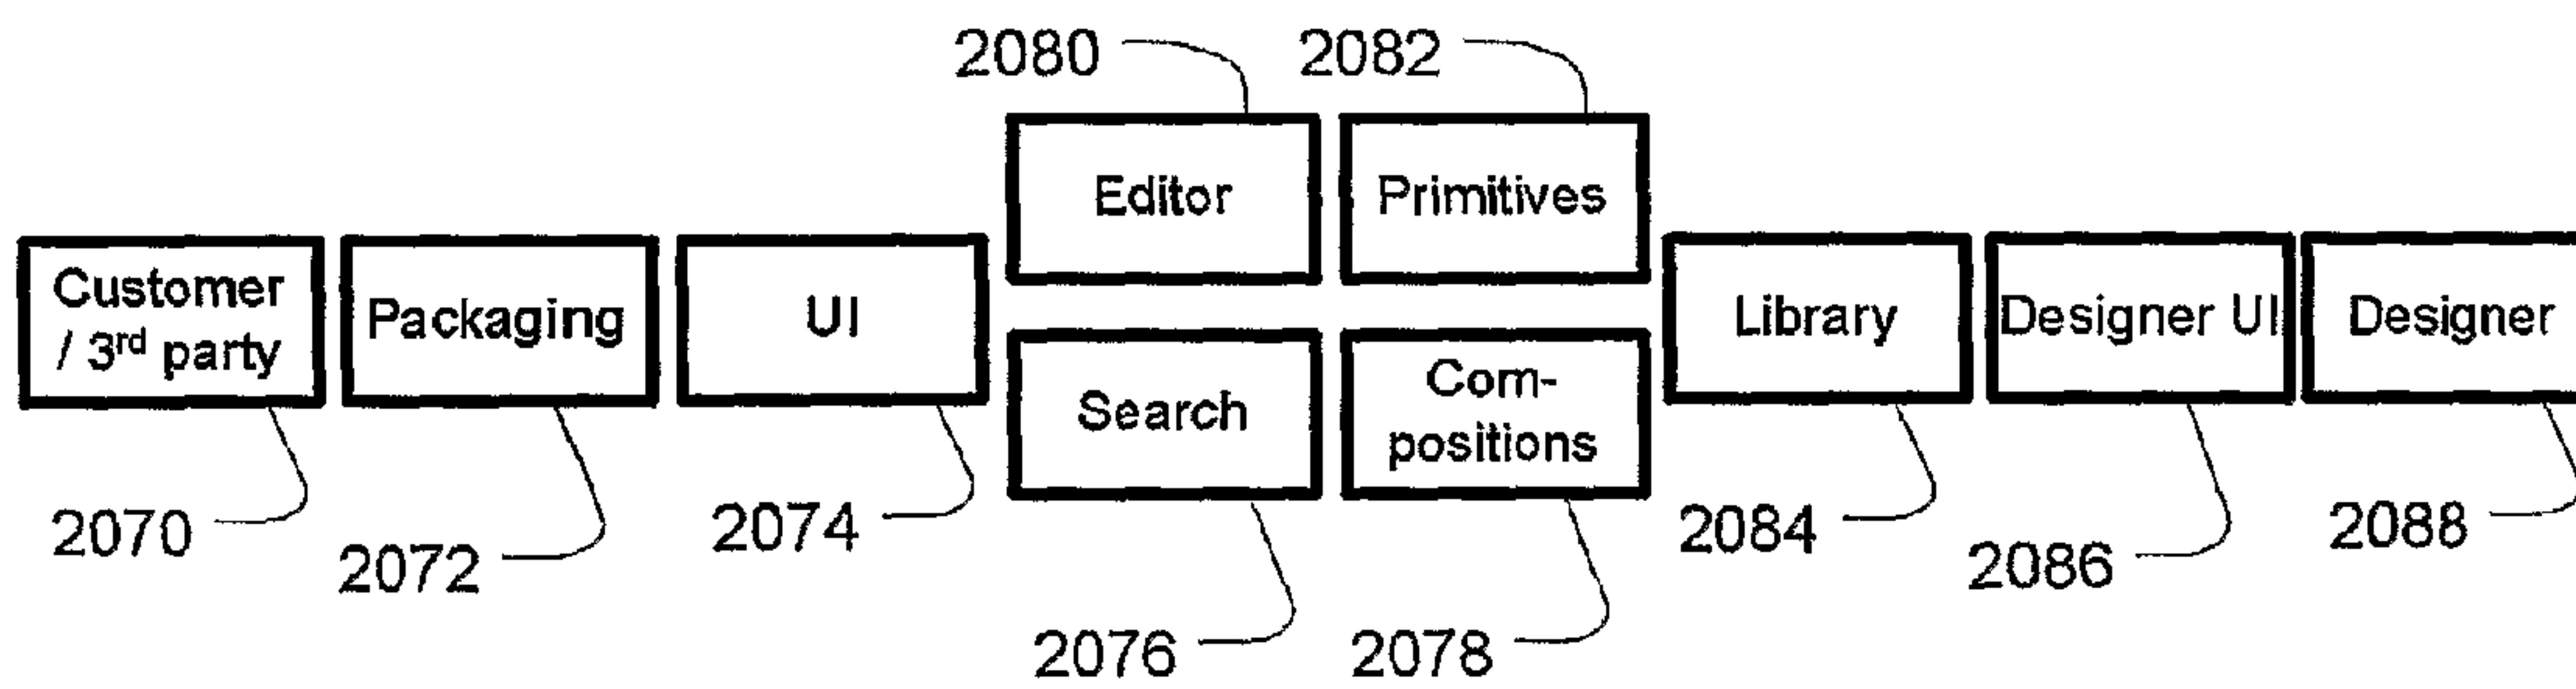 2080
2082
Editor
Primitives
Customer
/ 3rd party
Packaging
UI
Library
Designer UI
Designer
Search
Com-
positions
2070
2072
2074
2084
2086
2088
2076
2078